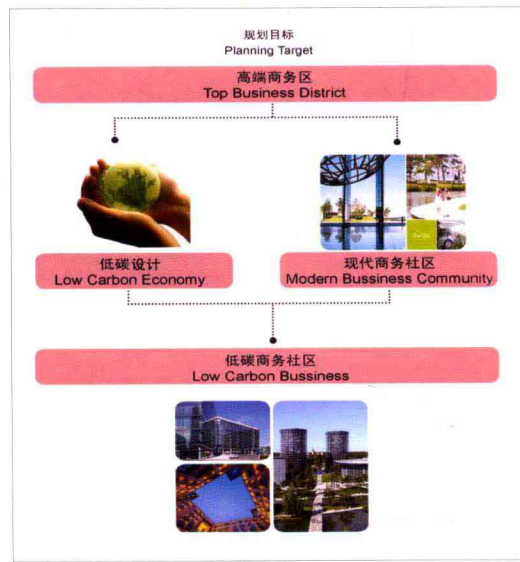 规划目标
Planning Target
高端商务区
Top Business District
低碳设计
Low Carbon Economy
现代商务社区
Modern Bussiness Community
低碳商务社区
Low Carbon Bussiness